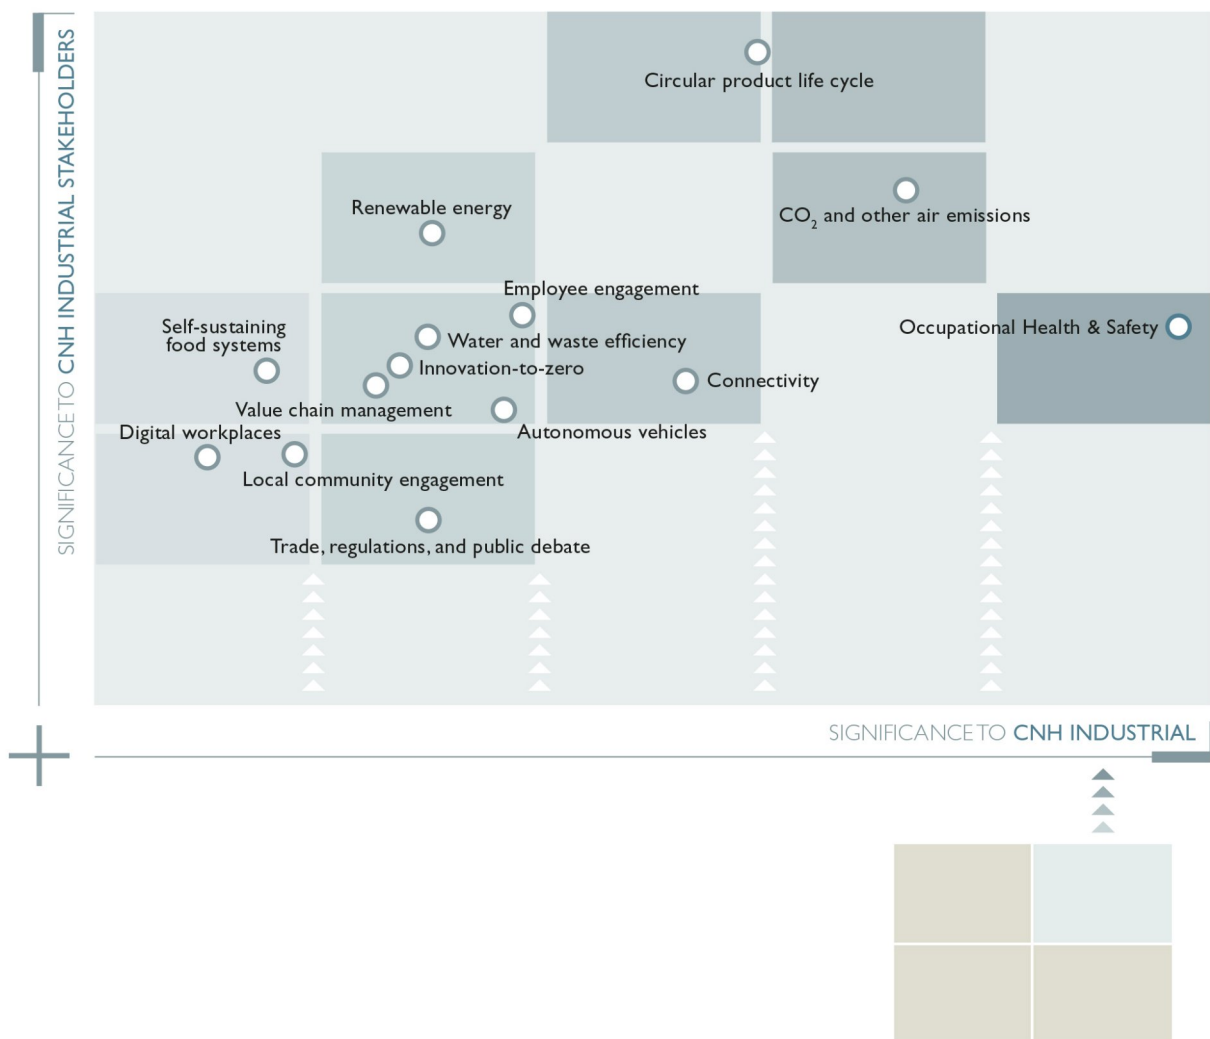 SIGNIFICANCE TO CNH INDUSTRIAL STAKEHOLDERS
Circular product life cycle
Renewable energy
CO₂ and other air emissions
Employee engagement
Self-sustaining
food systems
Occupational Health & Safety
Water and waste efficiency
Innovation-to-zero
Connectivity
Value chain management
Digital workplaces
Autonomous vehicles
Local community engagement
Trade, regulations, and public debate
SIGNIFICANCE TO CNH INDUSTRIAL